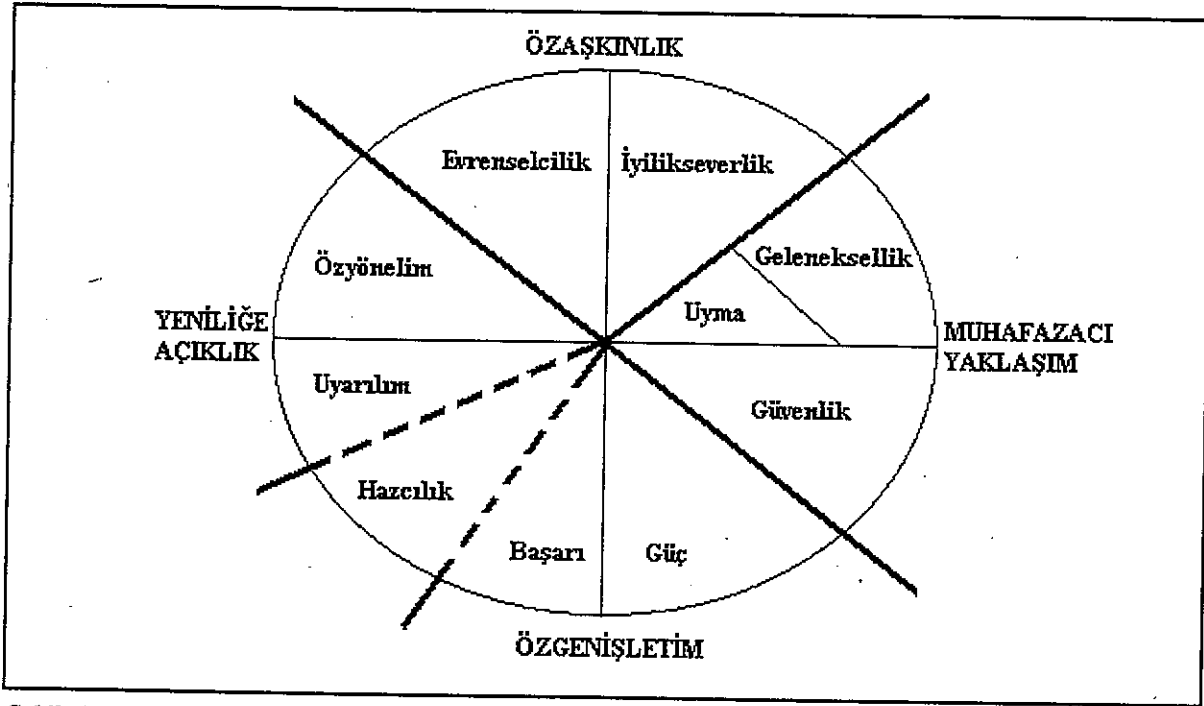 ÖZAŞKINLIK
Evrenselcilik
İyilikseverlik
Özyönelim
Geleneksellik
Uyma
YENİLİĞE
AÇIKLIK
MUHAFAZACI
YAKLAŞIM
Uyarılım
Güvenlik
Hazcılık
Başarı
Güç
ÖZGENİŞLETİM